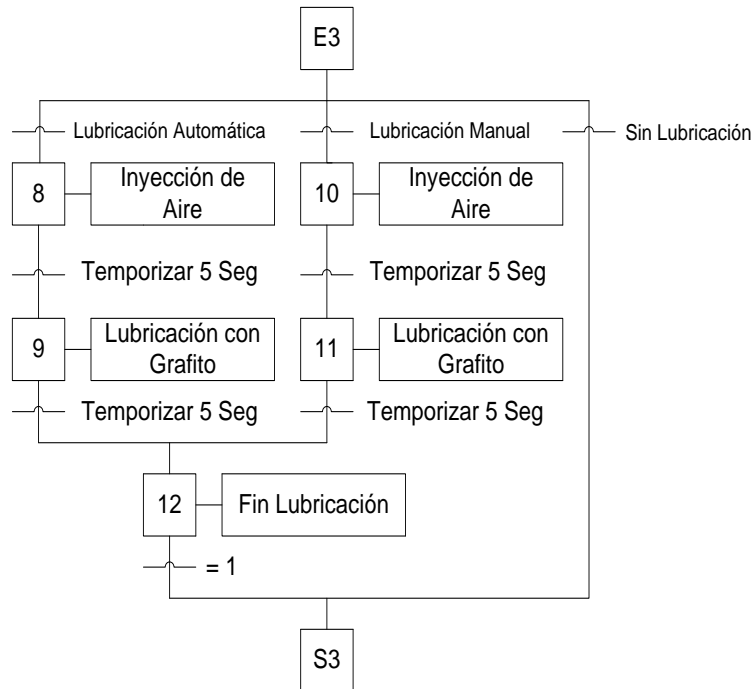 E3
Lubricación Automática
Lubricación Manual
Sin Lubricación
8
Inyección de
Aire
10
Inyección de
Aire
Temporizar 5 Seg
Temporizar 5 Seg
9
Lubricación con
Grafito
11
Lubricación con
Grafito
Temporizar 5 Seg
Temporizar 5 Seg
12
Fin Lubricación
= 1
S3